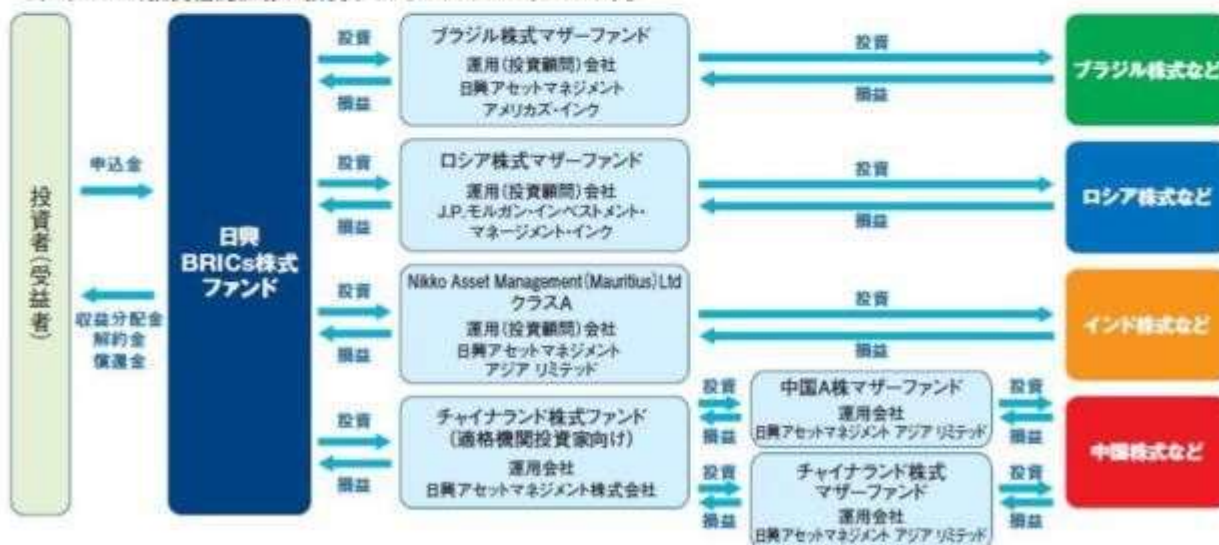 投資者(受益者)
申込金
収益分配金
解約金
償還金
日興
BRICs株式
ファンド
投資
損益
ブラジル株式マザーファンド
運用(投資顧問)会社
日興アセットマネジメント
アメリカズ・インク
投資
損益
ブラジル株式など
投資
損益
ロシア株式マザーファンド
運用(投資顧問)会社
J.P.モルガン・インベストメント・
マネージメント・インク
投資
損益
ロシア株式など
投資
損益
Nikko Asset Management(Mauritius)Ltd
クラスA
運用(投資顧問)会社
日興アセットマネジメント
アジア リミテッド
投資
損益
インド株式など
投資
損益
チャイナランド株式ファンド
(適格機関投資家向け)
運用会社
日興アセットマネジメント株式会社
投資
損益
中国A株マザーファンド
運用会社
日興アセットマネジメント アジア リミテッド
投資
損益
投資
損益
チャイナランド株式
マザーファンド
運用会社
日興アセットマネジメント アジア リミテッド
投資
損益
中国株式など